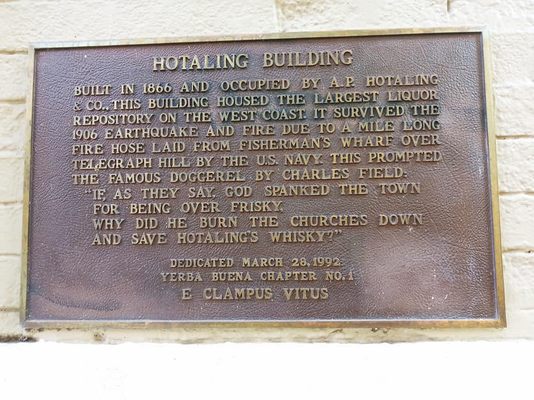 HOTALING BUILDING
BUILT IN 1866 AND OCCUPIED BY A.P. HOTALING
& CO., THIS BUILDING HOUSED THE LARGEST LIQUOR
REPOSITORY ON THE WEST COAST. IT SURVIVED THE
1906 EARTHQUAKE AND FIRE DUE TO A MILE LONG
FIRE HOSE LAID FROM FISHERMAN'S WHARF OVER
TELEGRAPH HILL BY THE U.S. NAVY. THIS PROMPTED
THE FAMOUS DOGGEREL BY CHARLES FIELD:
"IF, AS THEY SAY, GOD SPANKED THE TOWN
FOR BEING OVER FRISKY,
WHY DID HE BURN THE CHURCHES DOWN
AND SAVE HOTALING'S WHISKY?"
DEDICATED MARCH 28, 1992
YERBA BUENA CHAPTER NO. 1
E CLAMPUS VITUS